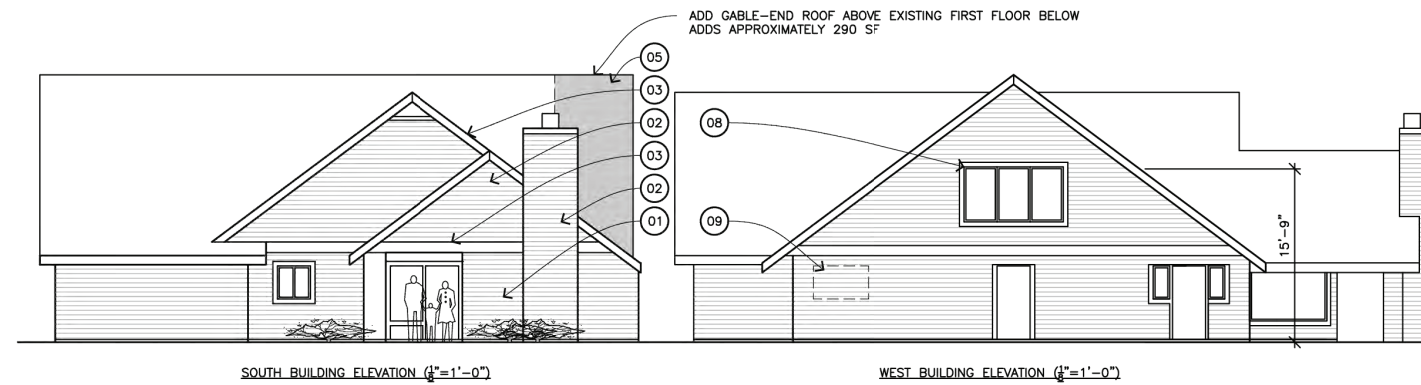 ADD GABLE-END ROOF ABOVE EXISTING FIRST FLOOR BELOW
ADDS APPROXIMATELY 290 SF
05
03
02
03
02
01
08
09
15'-9"
SOUTH BUILDING ELEVATION (⅛"=1'-0")
WEST BUILDING ELEVATION (⅛"=1'-0")